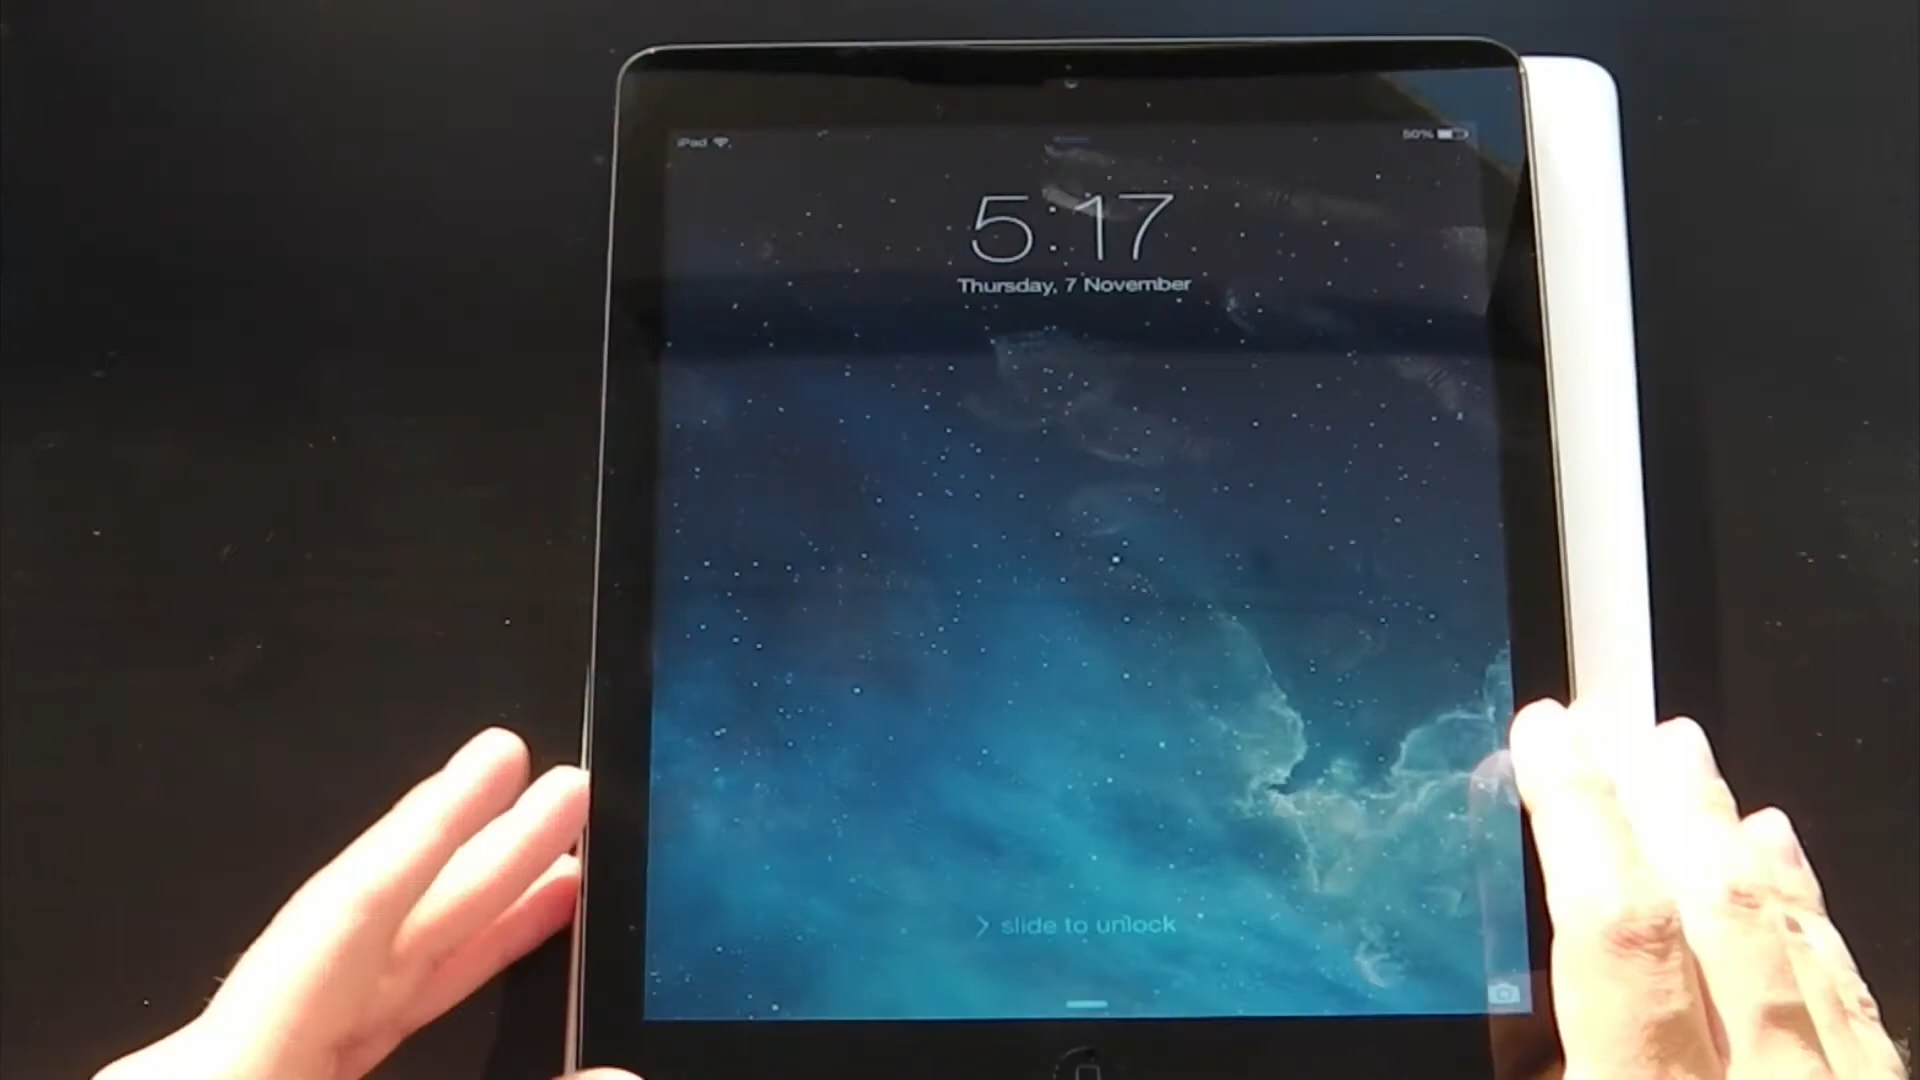 iPad
50%
5:17
Thursday, 7 November
> slide to unlock